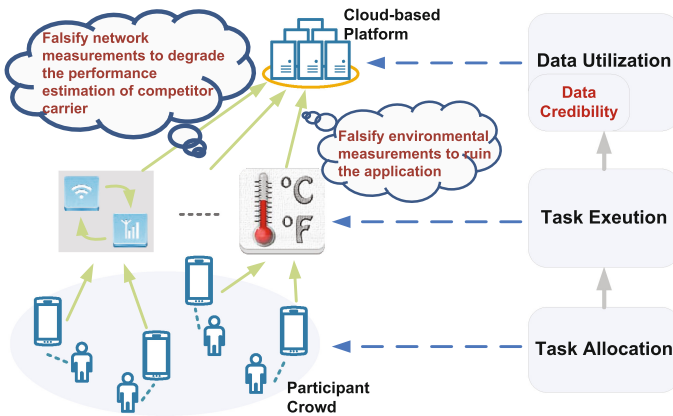 Falsify network
measurements to degrade
the performance
estimation of competitor
carrier
Cloud-based
Platform
Data Utilization
Data
Credibility
Falsify environmental
measurements to ruin
the application
°C
°F
Task Exeution
Task Allocation
Participant
Crowd